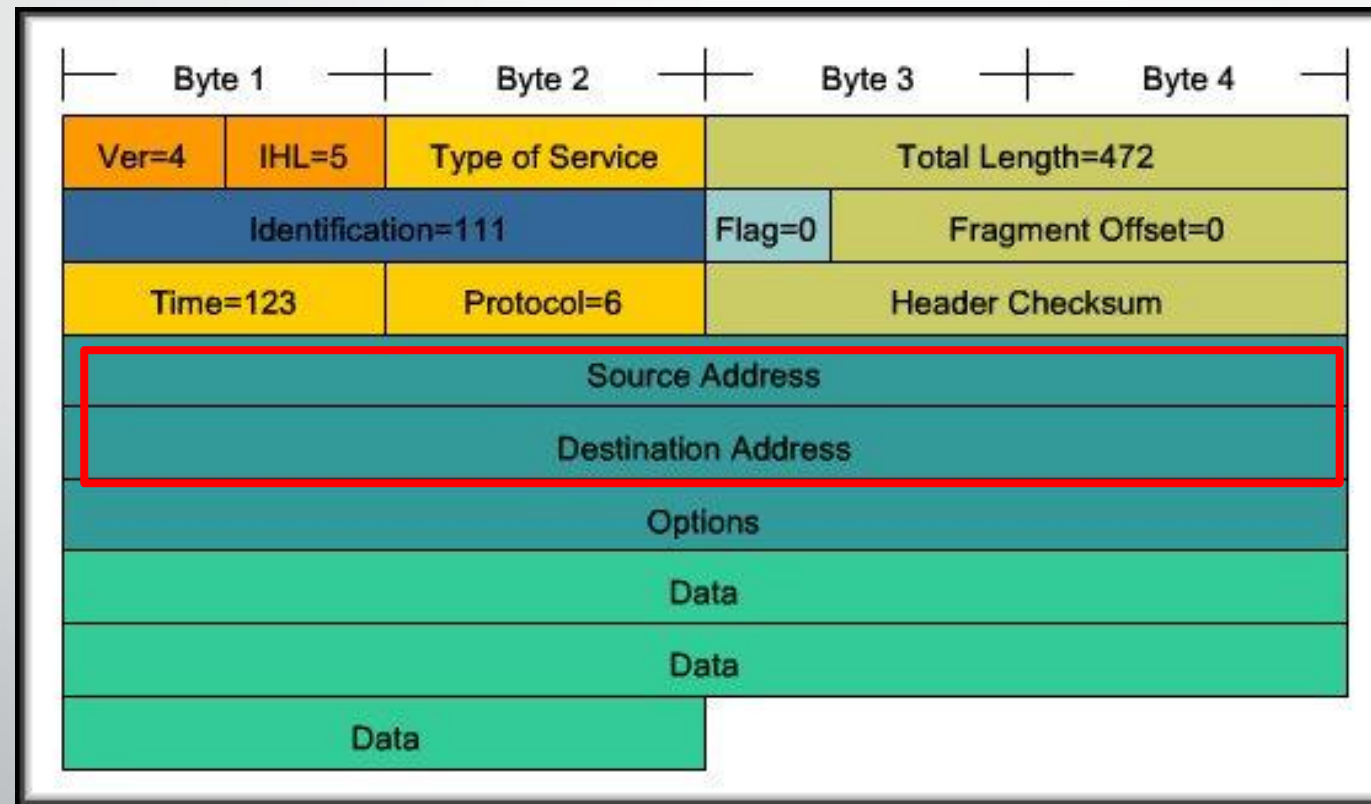 Byte 1 Byte 2 Byte 3 Byte 4
Ver=4 IHL=5 Type of Service Total Length=472
Identification=111 Flag=0 Fragment Offset=0
Time=123 Protocol=6 Header Checksum
Source Address
Destination Address
Options
Data
Data
Data